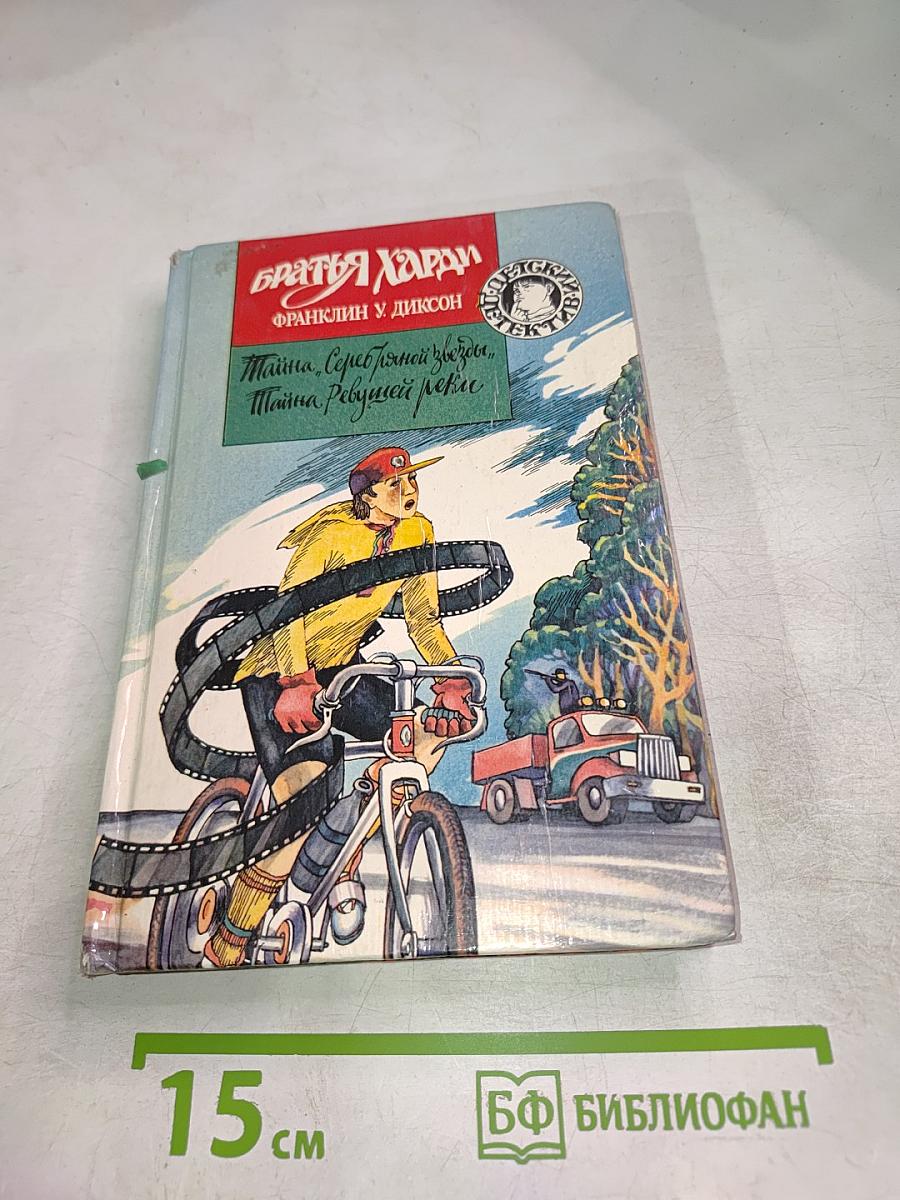 БРАТЬЯ ХАРДИ
ФРАНКЛИН У. ДИКСОН
ДЕТСКИЙ ДЕТЕКТИВ
Тайна „Серебряной звезды„
Тайна Ревущей реки
15 см
БФ БИБЛИОФАН